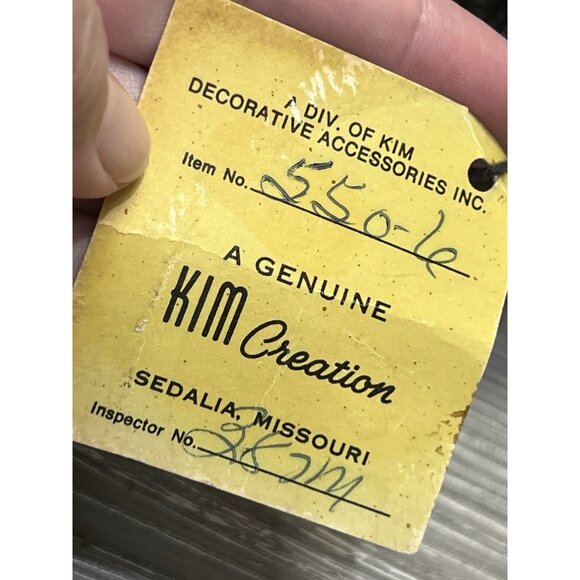 A DIV. OF KIM
DECORATIVE ACCESSORIES INC.
Item No. 550-6
A GENUINE
KIM Creation
SEDALIA, MISSOURI
Inspector No.